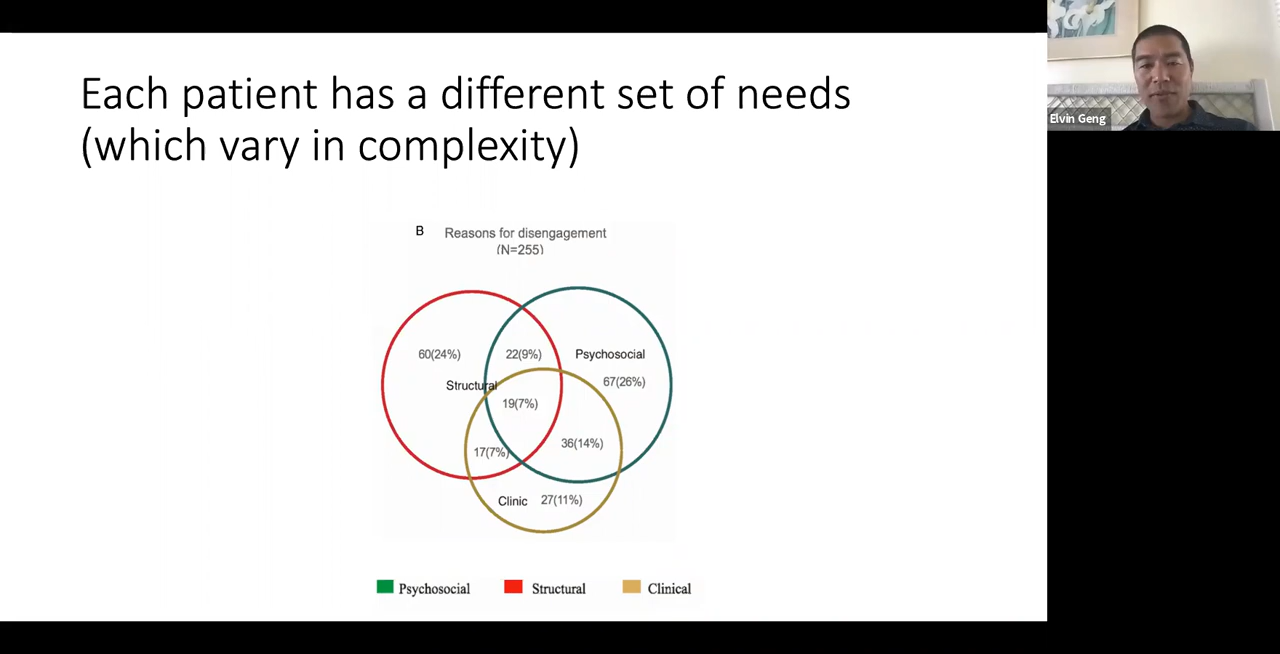 Each patient has a different set of needs
(which vary in complexity)
Elvin Geng
B Reasons for disengagement
(N=255)
60(24%) 22(9%) Psychosocial
67(26%)
Structural
19(7%)
36(14%)
17(7%)
Clinic 27(11%)
Psychosocial Structural Clinical